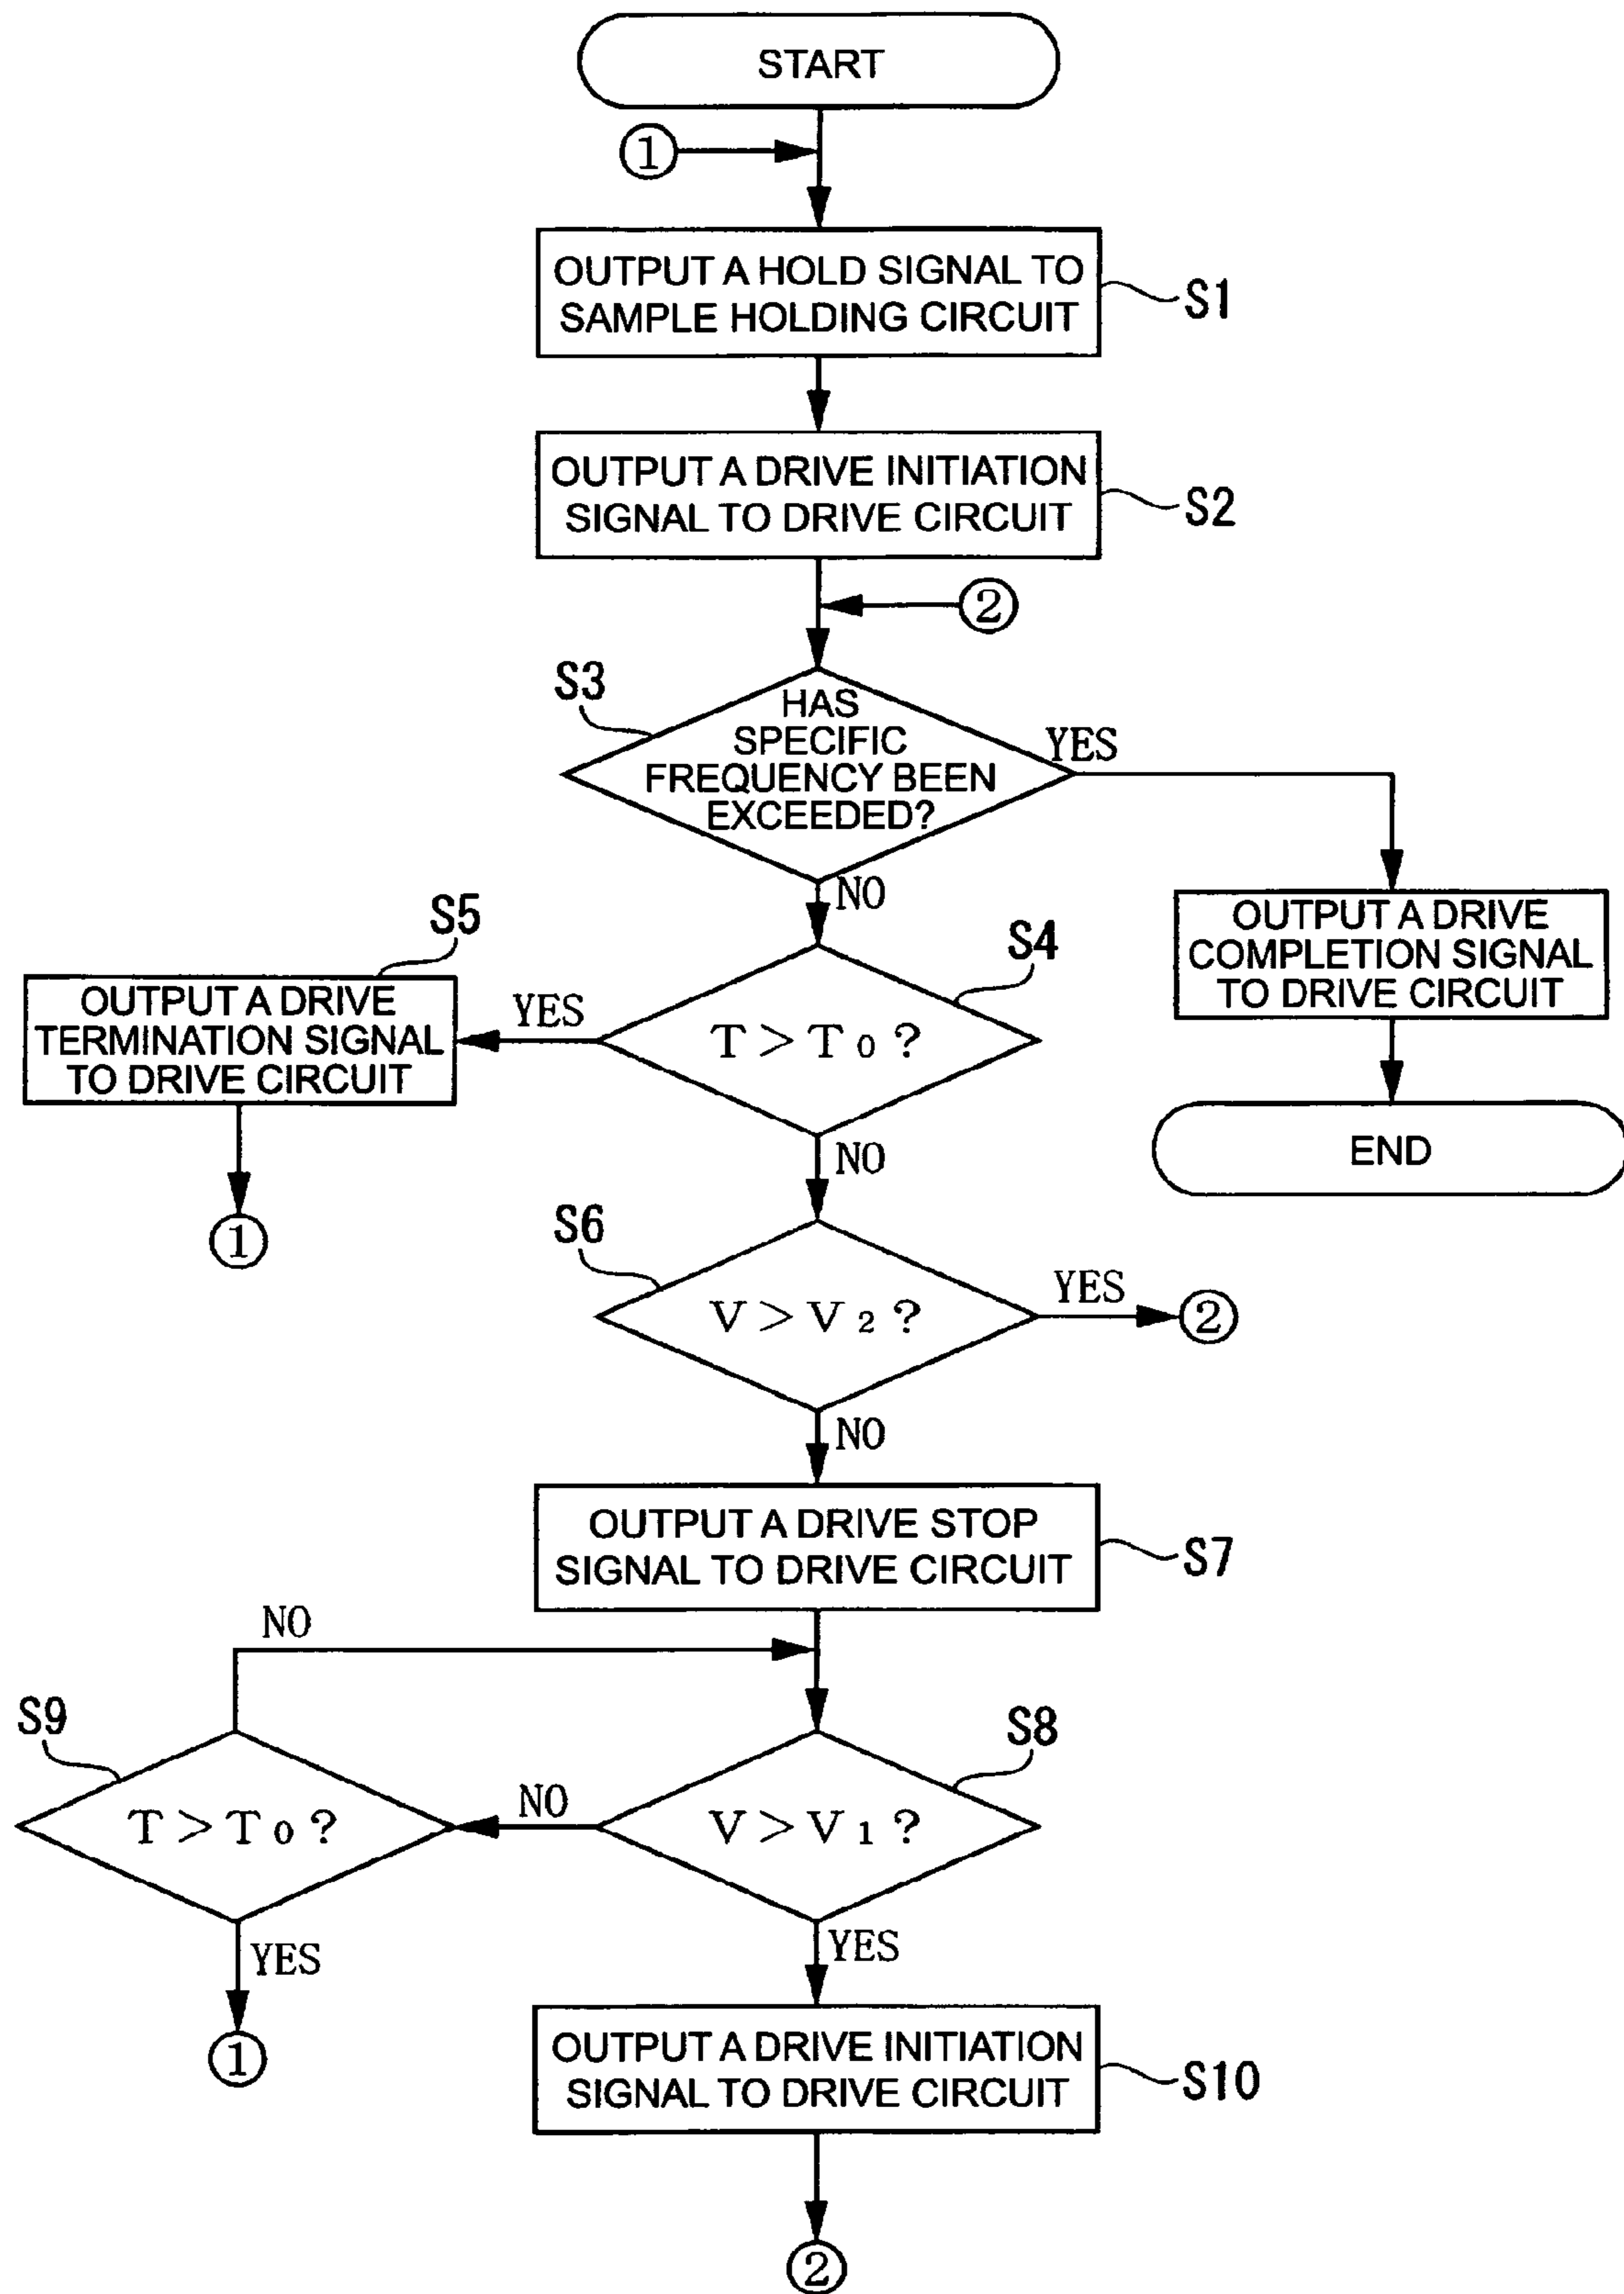 START
①
OUTPUT A HOLD SIGNAL TO
SAMPLE HOLDING CIRCUIT
S1
OUTPUT A DRIVE INITIATION
SIGNAL TO DRIVE CIRCUIT
S2
②
S3
HAS
SPECIFIC
FREQUENCY BEEN
EXCEEDED?
YES
NO
OUTPUT A DRIVE
COMPLETION SIGNAL
TO DRIVE CIRCUIT
END
S4
T > T₀ ?
YES
NO
S5
OUTPUT A DRIVE
TERMINATION SIGNAL
TO DRIVE CIRCUIT
①
S6
V > V₂ ?
YES
②
NO
OUTPUT A DRIVE STOP
SIGNAL TO DRIVE CIRCUIT
S7
NO
S9
T > T₀ ?
NO
S8
V > V₁ ?
YES
①
YES
OUTPUT A DRIVE INITIATION
SIGNAL TO DRIVE CIRCUIT
S10
②